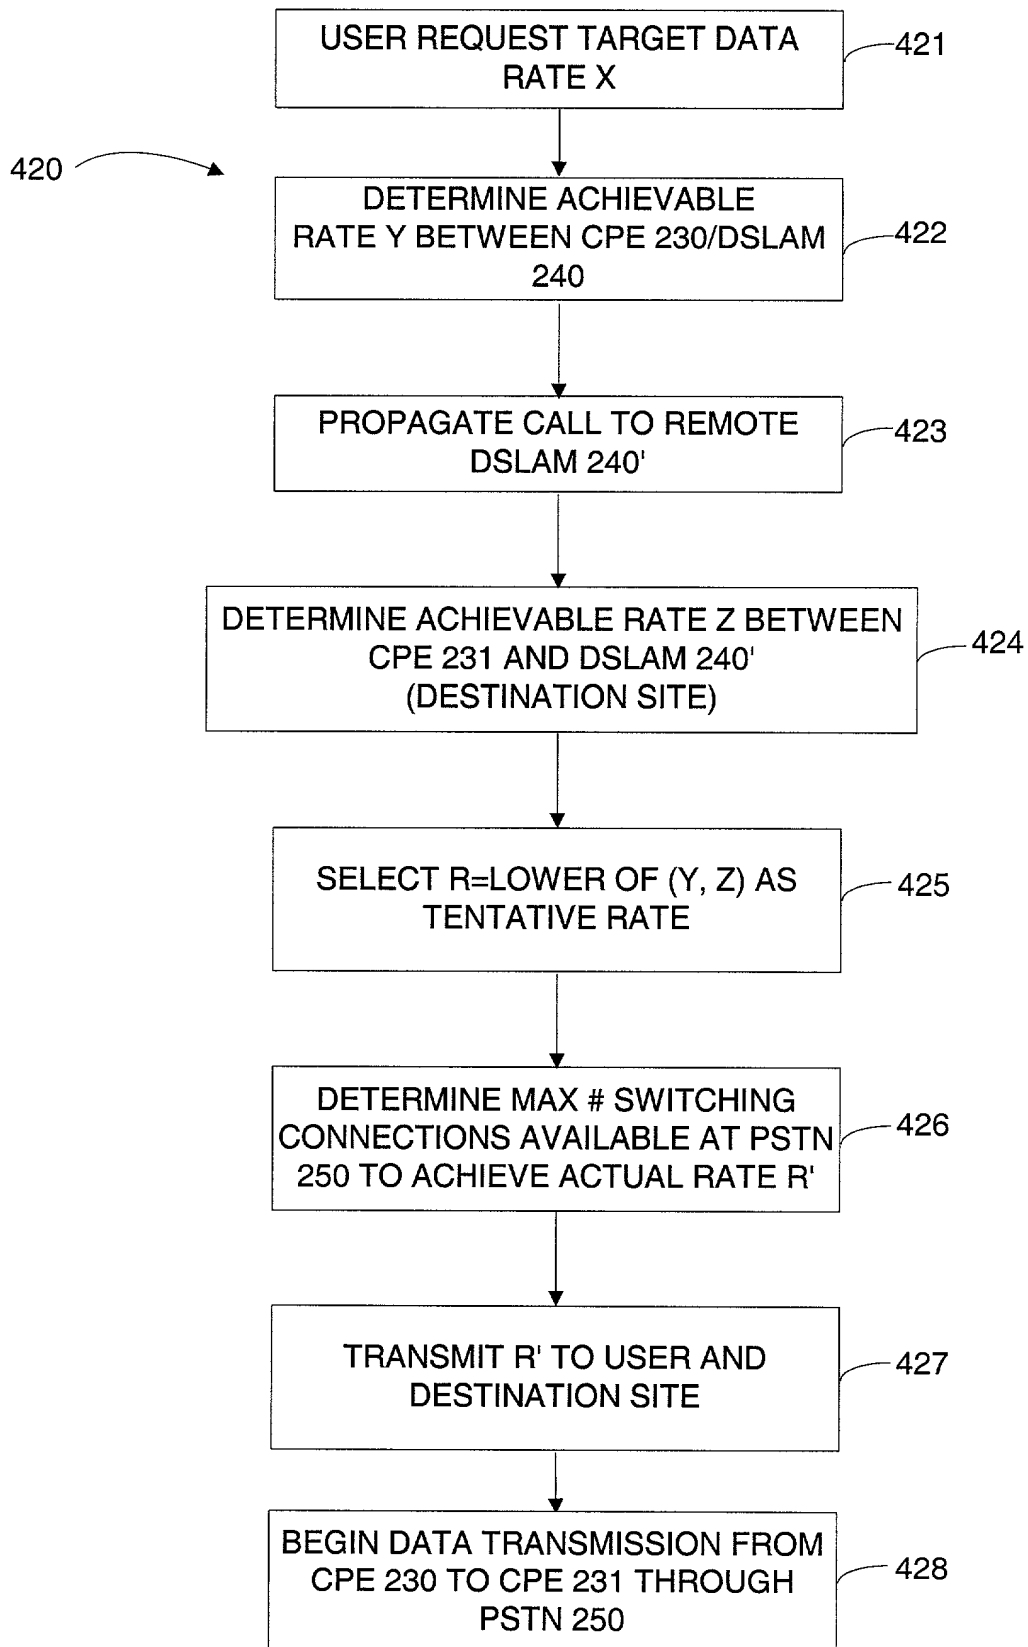 USER REQUEST TARGET DATA
RATE X
421
420
DETERMINE ACHIEVABLE
RATE Y BETWEEN CPE 230/DSLAM
240
422
PROPAGATE CALL TO REMOTE
DSLAM 240'
423
DETERMINE ACHIEVABLE RATE Z BETWEEN
CPE 231 AND DSLAM 240'
(DESTINATION SITE)
424
SELECT R=LOWER OF (Y, Z) AS
TENTATIVE RATE
425
DETERMINE MAX # SWITCHING
CONNECTIONS AVAILABLE AT PSTN
250 TO ACHIEVE ACTUAL RATE R'
426
TRANSMIT R' TO USER AND
DESTINATION SITE
427
BEGIN DATA TRANSMISSION FROM
CPE 230 TO CPE 231 THROUGH
PSTN 250
428